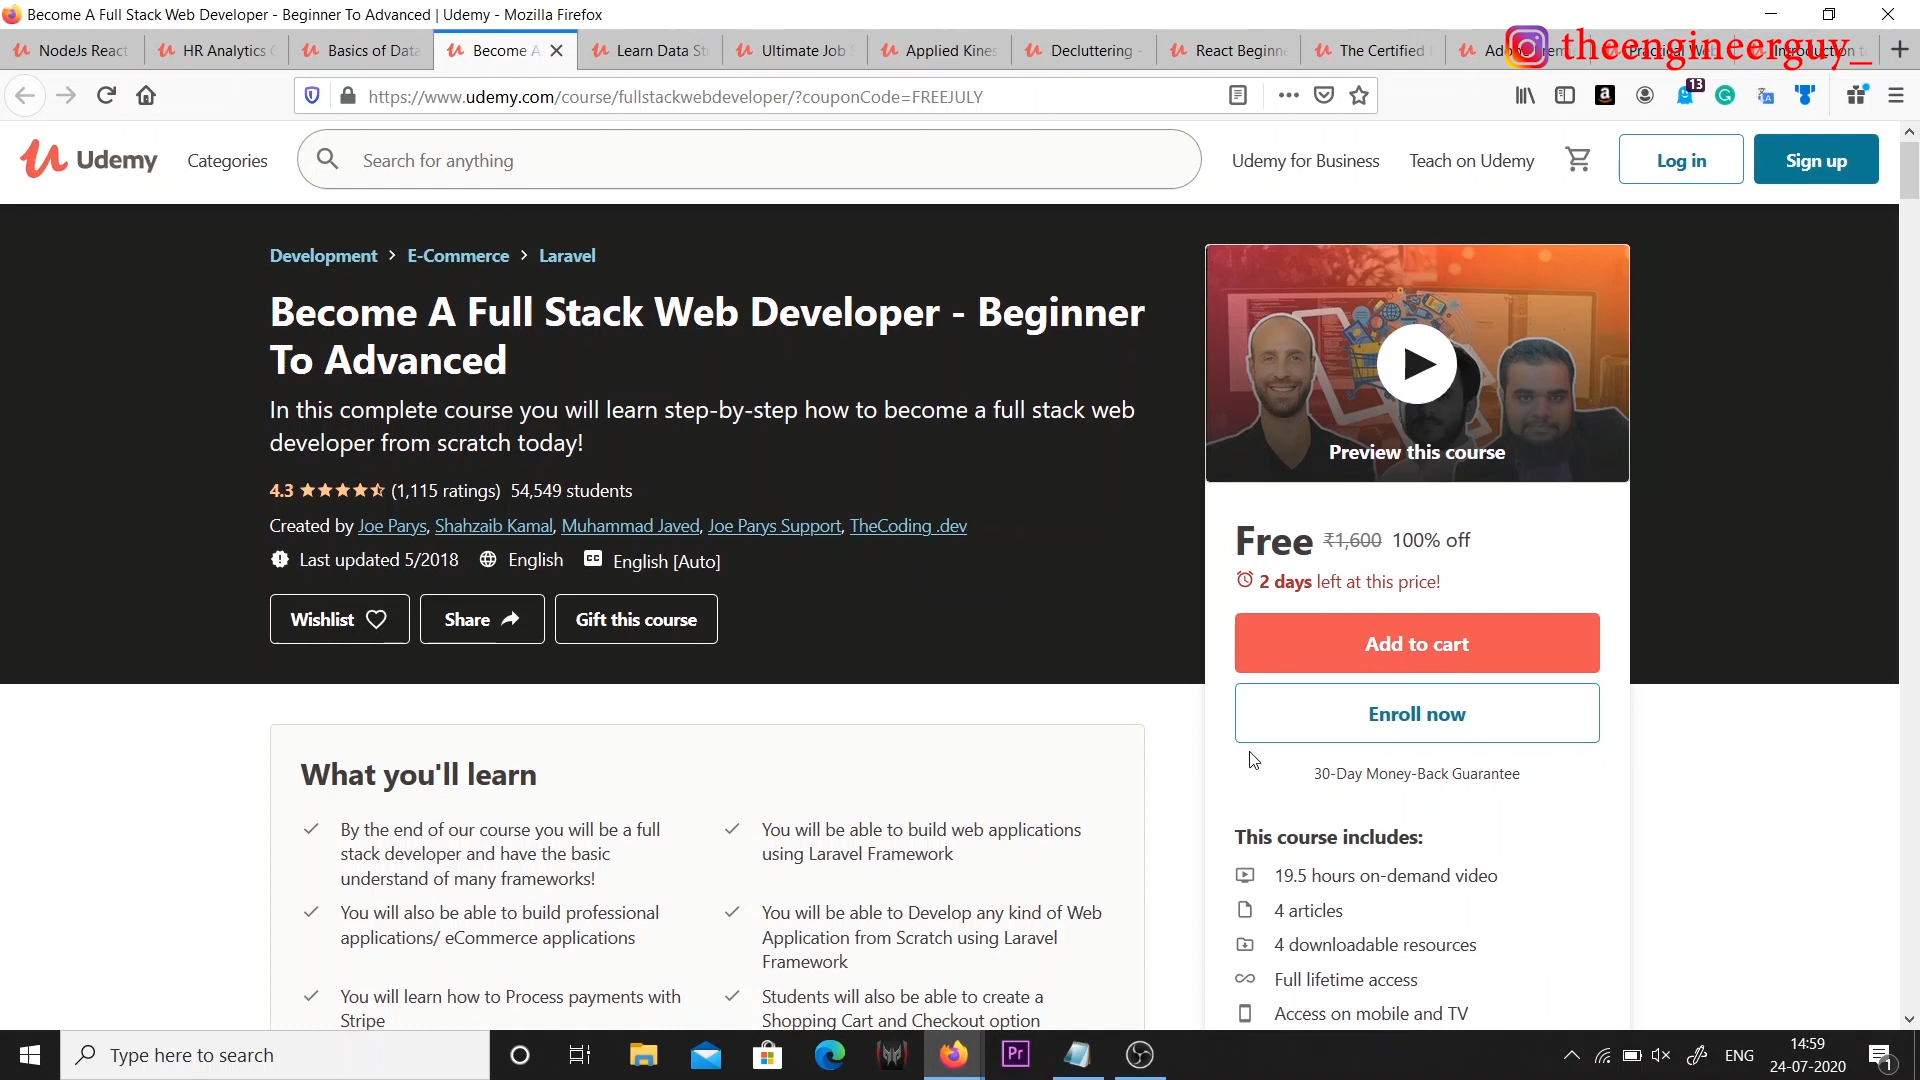 Become A Full Stack Web Developer - Beginner To Advanced | Udemy - Mozilla Firefox
NodeJs React
HR Analytics
Basics of Data
Become A
Learn Data St
Ultimate Job
Applied Kines
Decluttering -
React Beginn
The Certified
theengineerguy_
https://www.udemy.com/course/fullstackwebdeveloper/?couponCode=FREEJULY
13
Udemy
Categories
Search for anything
Udemy for Business
Teach on Udemy
Log in
Sign up
Development > E-Commerce > Laravel
Become A Full Stack Web Developer - Beginner
To Advanced
In this complete course you will learn step-by-step how to become a full stack web
developer from scratch today!
4.3 (1,115 ratings) 54,549 students
Created by Joe Parys, Shahzaib Kamal, Muhammad Javed, Joe Parys Support, TheCoding .dev
Last updated 5/2018 English English [Auto]
Wishlist
Share
Gift this course
Preview this course
Free ₹1,600 100% off
2 days left at this price!
Add to cart
Enroll now
30-Day Money-Back Guarantee
This course includes:
19.5 hours on-demand video
4 articles
4 downloadable resources
Full lifetime access
Access on mobile and TV
What you'll learn
By the end of our course you will be a full
stack developer and have the basic
understand of many frameworks!
You will be able to build web applications
using Laravel Framework
You will also be able to build professional
applications/ eCommerce applications
You will be able to Develop any kind of Web
Application from Scratch using Laravel
Framework
You will learn how to Process payments with
Stripe
Students will also be able to create a
Shopping Cart and Checkout option
Type here to search
Pr
ENG
14:59
24-07-2020
1